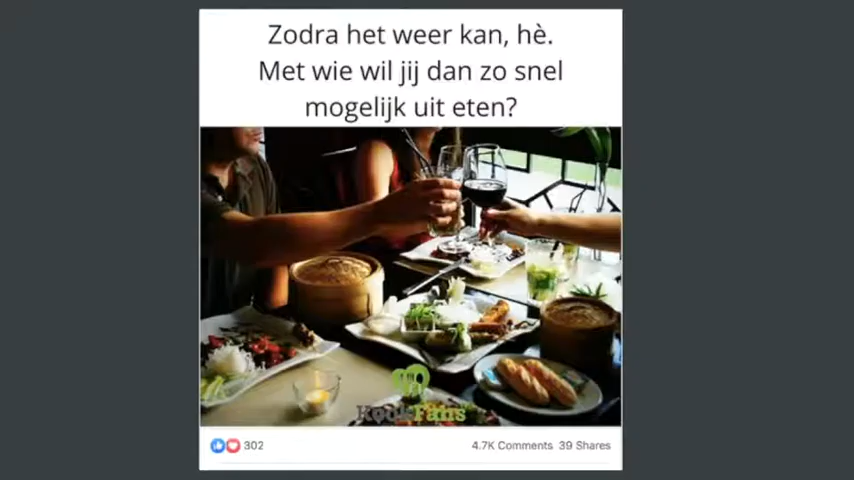 Zodra het weer kan, hè.
Met wie wil jij dan zo snel
mogelijk uit eten?
KookFans
302 4.7K Comments 39 Shares